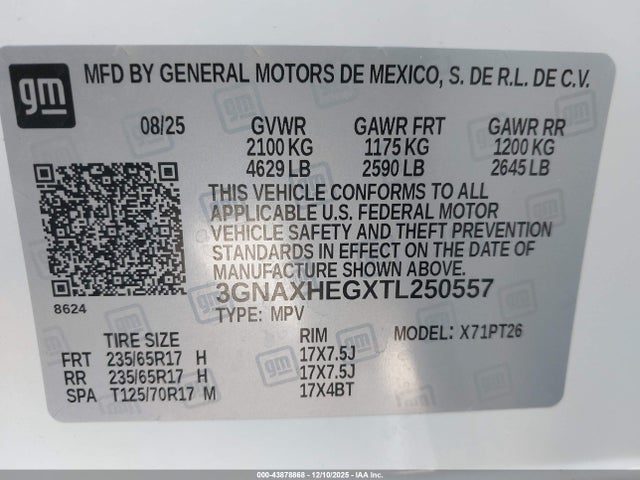 gm
MFD BY GENERAL MOTORS DE MEXICO, S. DE R.L. DE C.V.
08/25 GVWR GAWR FRT GAWR RR
2100 KG 1175 KG 1200 KG
4629 LB 2590 LB 2645 LB
THIS VEHICLE CONFORMS TO ALL
APPLICABLE U.S. FEDERAL MOTOR
VEHICLE SAFETY AND THEFT PREVENTION
STANDARDS IN EFFECT ON THE DATE OF
MANUFACTURE SHOWN ABOVE.
3GNAXHEGXTL250557
8624
TYPE: MPV
TIRE SIZE RIM MODEL: X71PT26
FRT 235/65R17 H 17X7.5J
RR 235/65R17 H 17X7.5J
SPA T125/70R17 M 17X4BT
000-43878868 - 12/10/2025 - IAA Inc.